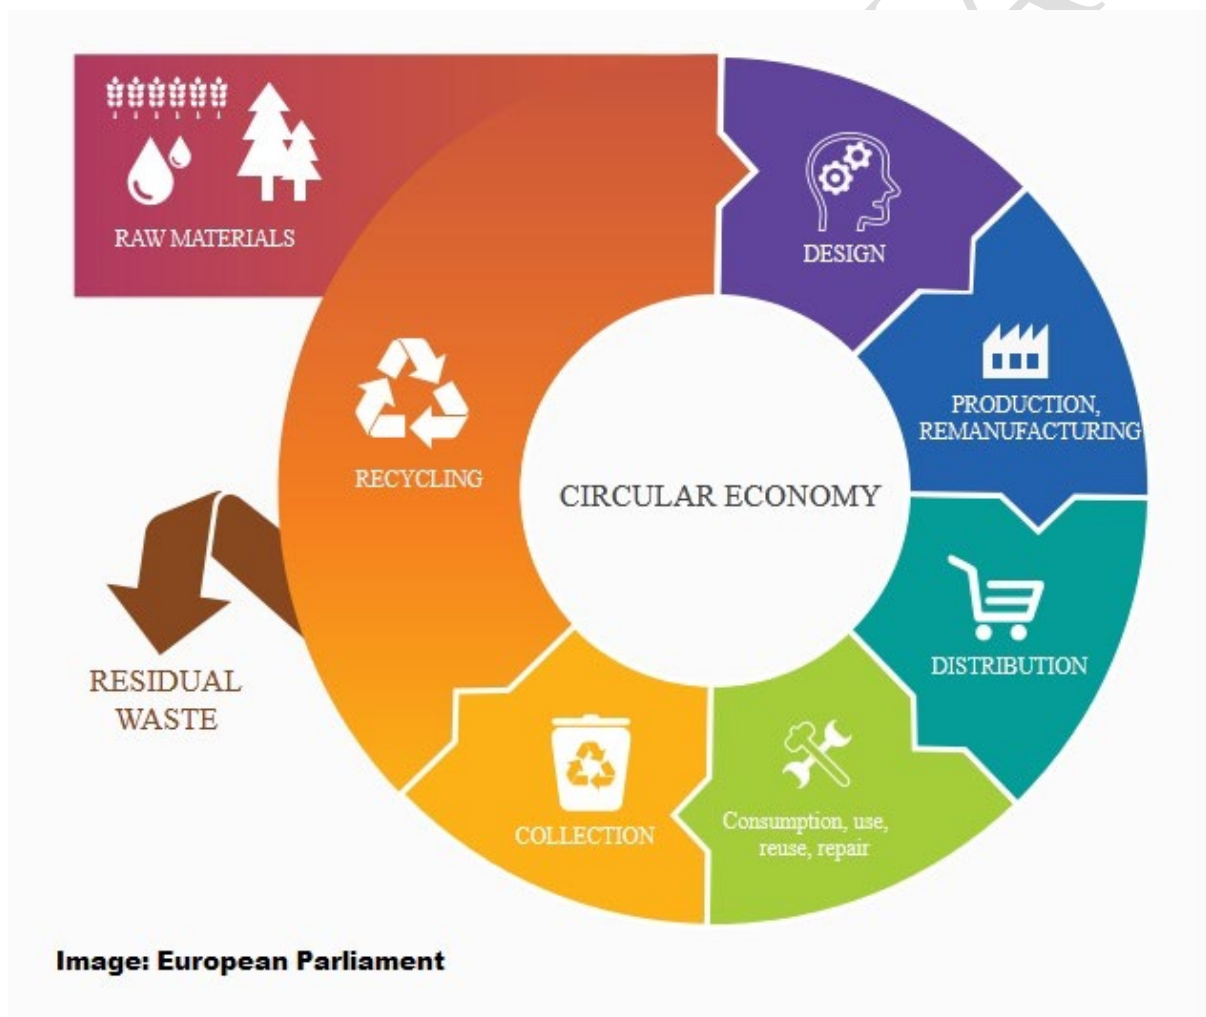 RAW MATERIALS
DESIGN
PRODUCTION,
REMANUFACTURING
RECYCLING
CIRCULAR ECONOMY
DISTRIBUTION
RESIDUAL
WASTE
COLLECTION
Consumption, use,
reuse, repair
Image: European Parliament